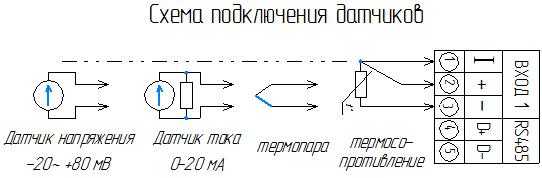 Схема подключения датчиков
Датчик напряжения
-20~ +80 мВ
Датчик тока
0-20 мА
термопара
термосо-
противление
t
1 I
2 +
3 –
4 D+
5 D-
ВХОД 1
RS485